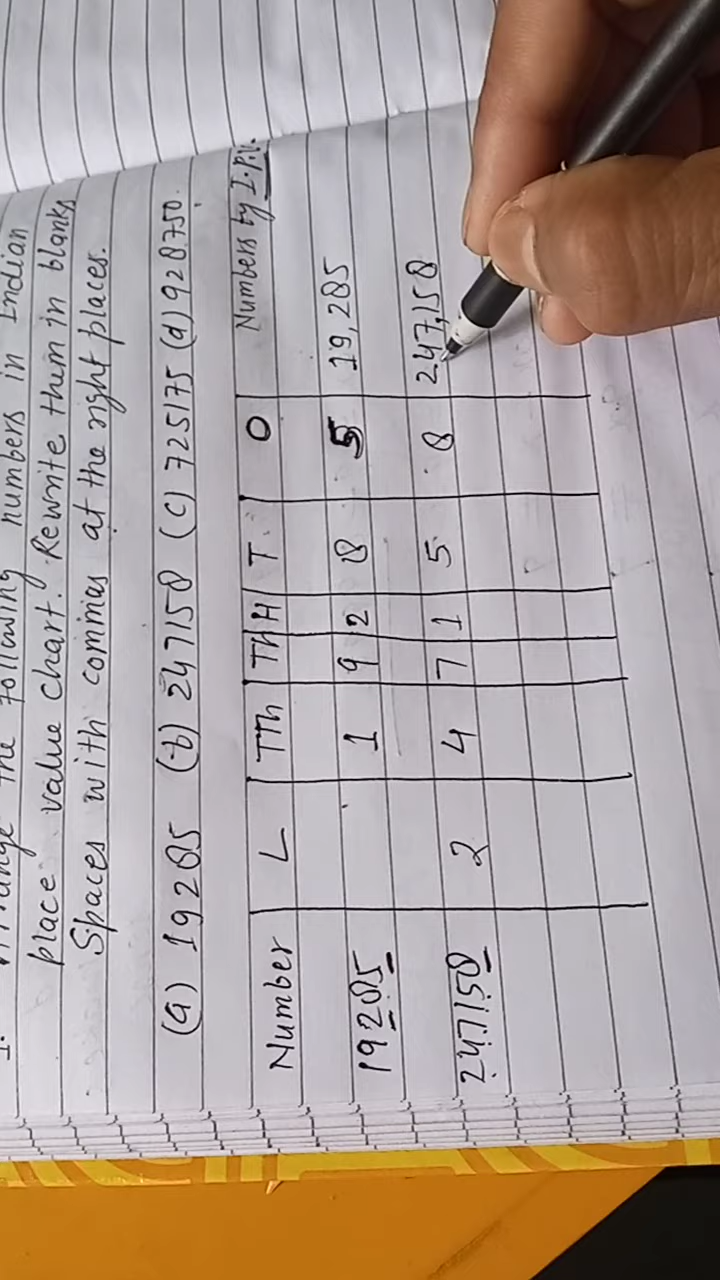 1. the following numbers in Indian
place value chart. Rewrite them in blanks
Spaces with commas at the right places.
(a) 19285 (b) 247158 (c) 725175 (d) 928750.
Number L TTh Th H T O Numbers by I.P.V.
19285 1 9 2 8 5 19,285
247158 2 4 7 1 5 8 247,158